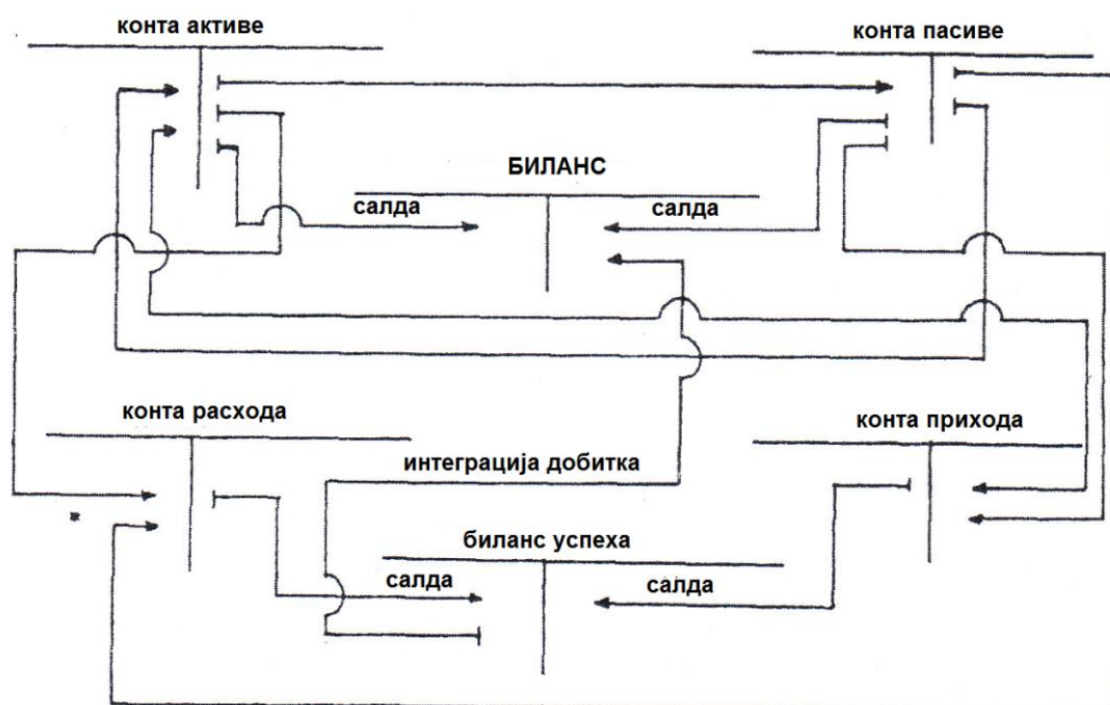 конта активе
конта пасиве
БИЛАНС
салда
салда
конта расхода
конта прихода
интеграција добитка
биланс успеха
салда
салда